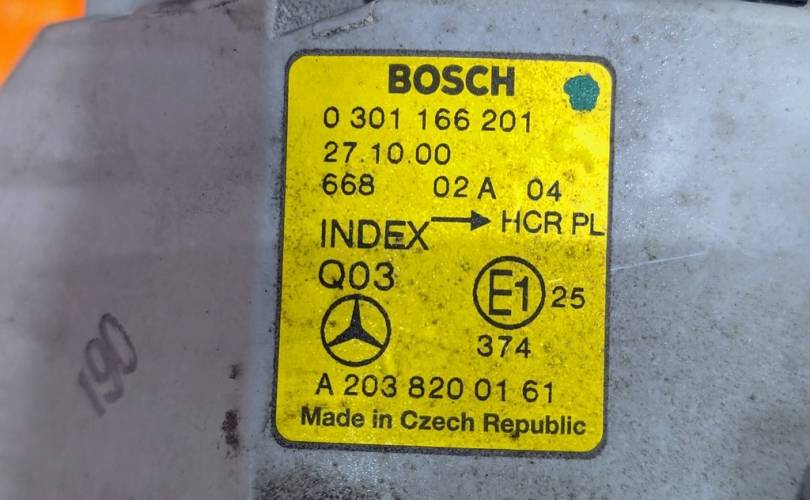 BOSCH
0 301 166 201
27.10.00
668 02 A 04
INDEX → HCR PL
Q03
E1 25
374
A 203 820 01 61
Made in Czech Republic
190